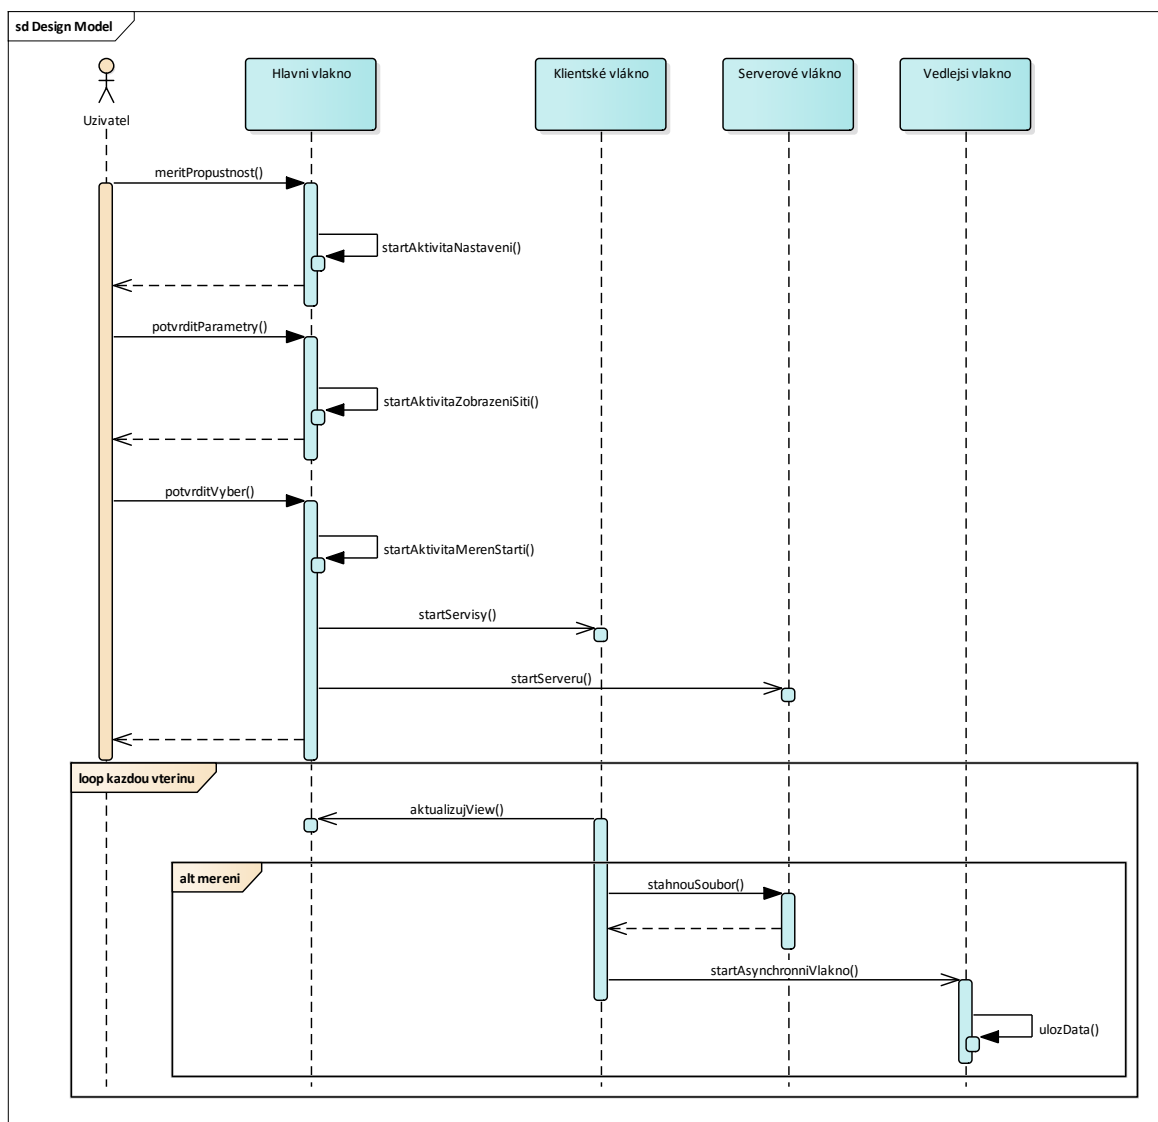 sd Design Model
Uzivatel
Hlavni vlakno
Klientské vlákno
Serverové vlákno
Vedlejsi vlakno
meritPropustnost()
startAktivitaNastaveni()
potvrditParametry()
startAktivitaZobrazeniSiti()
potvrditVyber()
startAktivitaMerenStarti()
startServisy()
startServeru()
loop kazdou vterinu
aktualizujView()
alt mereni
stahnouSoubor()
startAsynchronniVlakno()
ulozData()